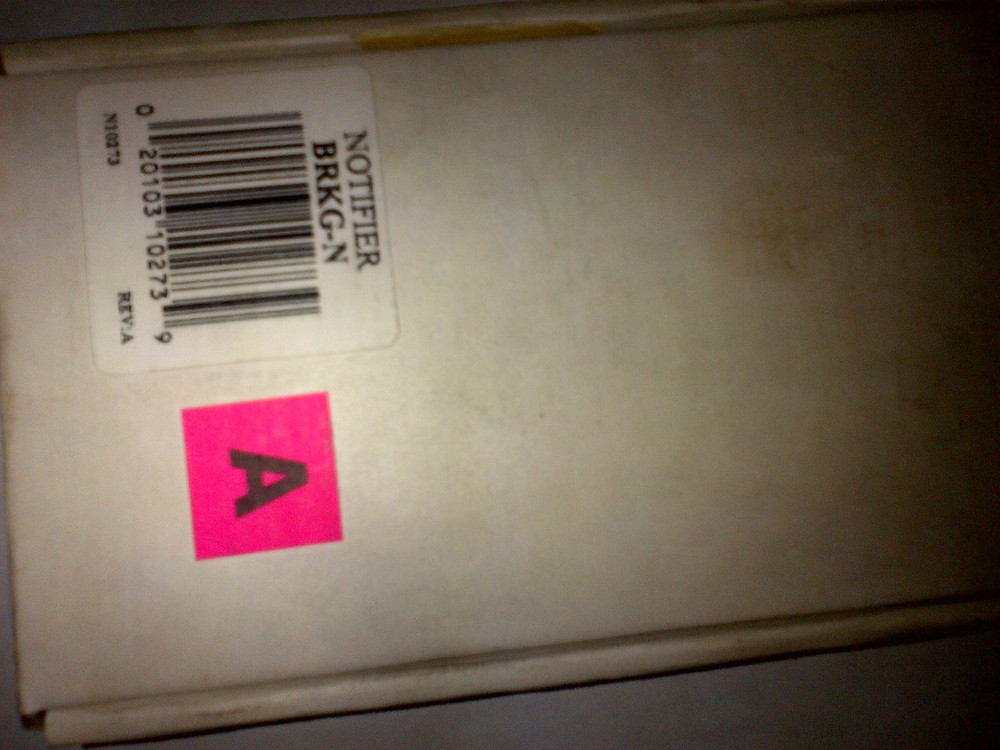 NOTIFIER
BRKG-N
0 20103 10273 9
N10273 REV:A
A